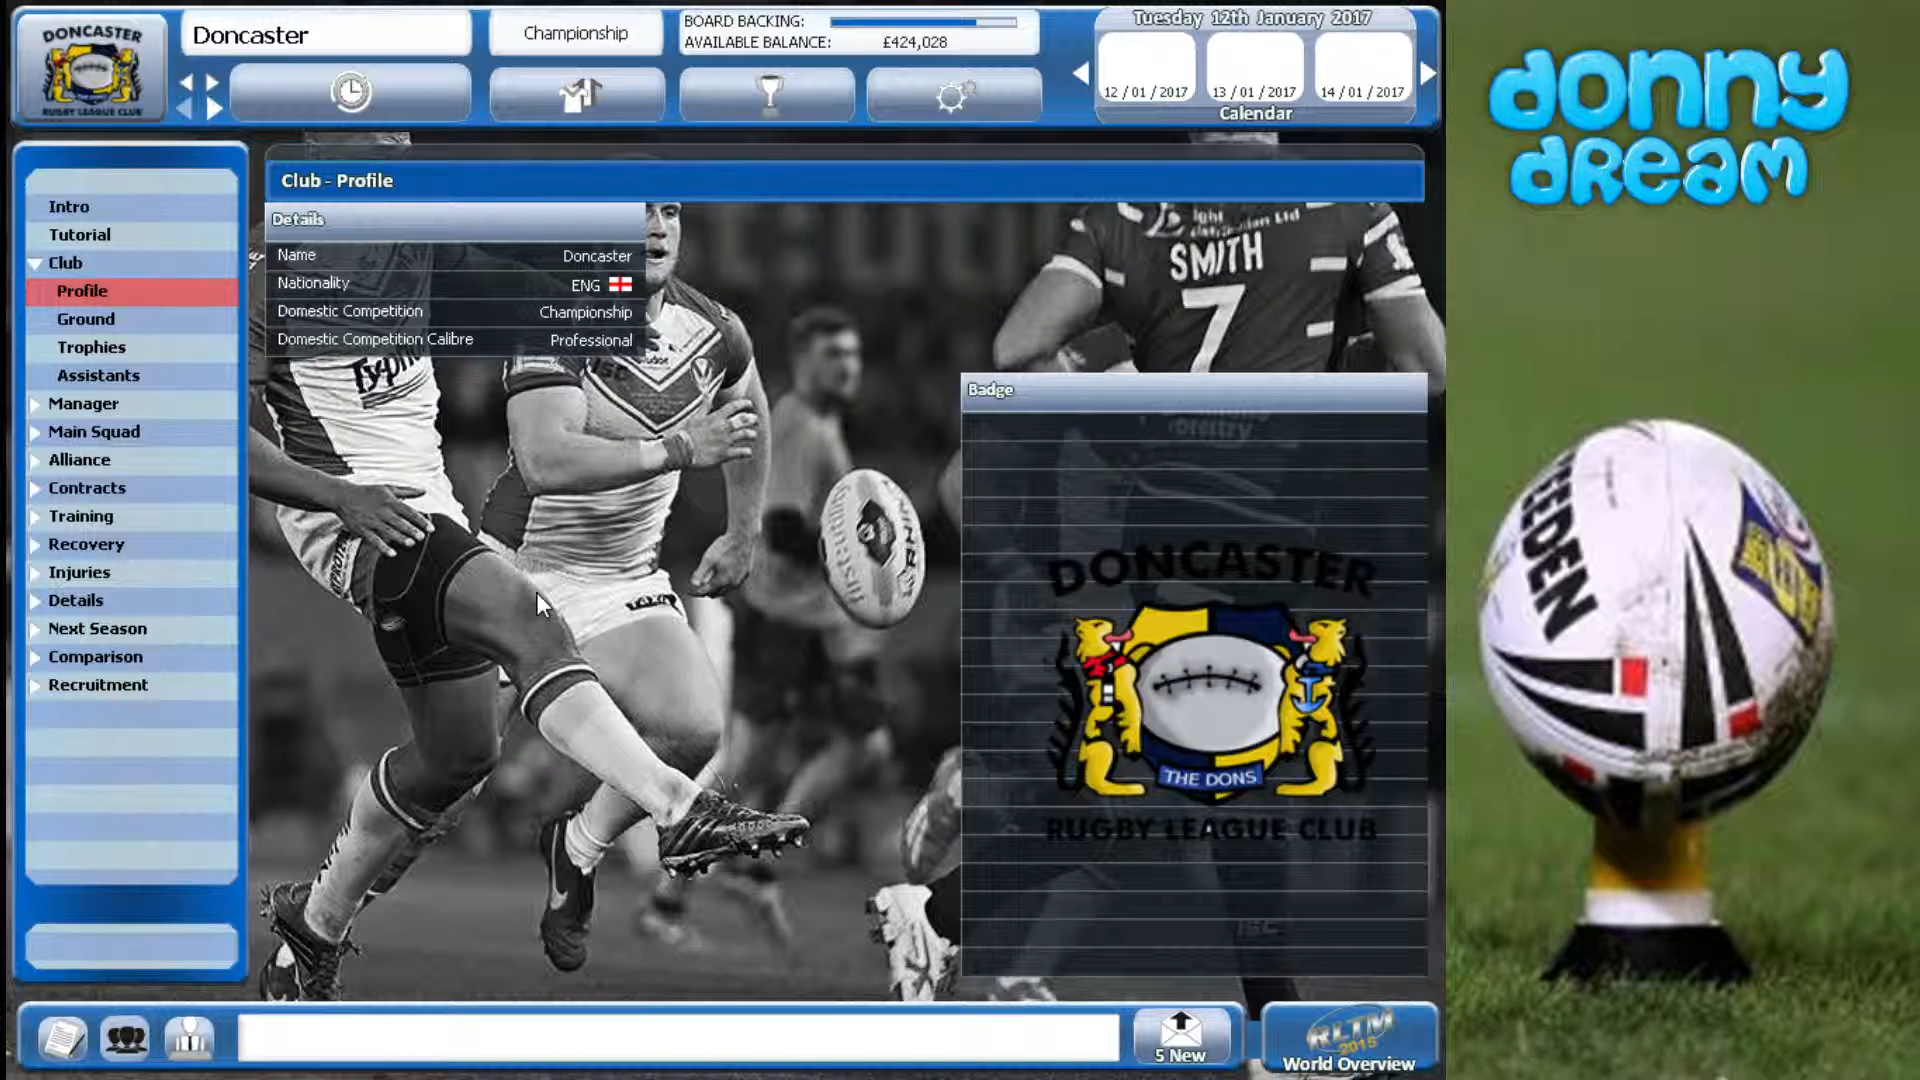 DONCASTER
RUGBY LEAGUE CLUB
Doncaster
Championship
BOARD BACKING:
AVAILABLE BALANCE: £424,028
Tuesday 12th January 2017
12 / 01 / 2017
13 / 01 / 2017
14 / 01 / 2017
Calendar
donny
dream
Intro
Tutorial
Club
Profile
Ground
Trophies
Assistants
Manager
Main Squad
Alliance
Contracts
Training
Recovery
Injuries
Details
Next Season
Comparison
Recruitment
Club - Profile
Details
Name Doncaster
Nationality ENG
Domestic Competition Championship
Domestic Competition Calibre Professional
SMITH
7
Badge
DONCASTER
THE DONS
RUGBY LEAGUE CLUB
ISC
5 New
RLTM
2015
World Overview